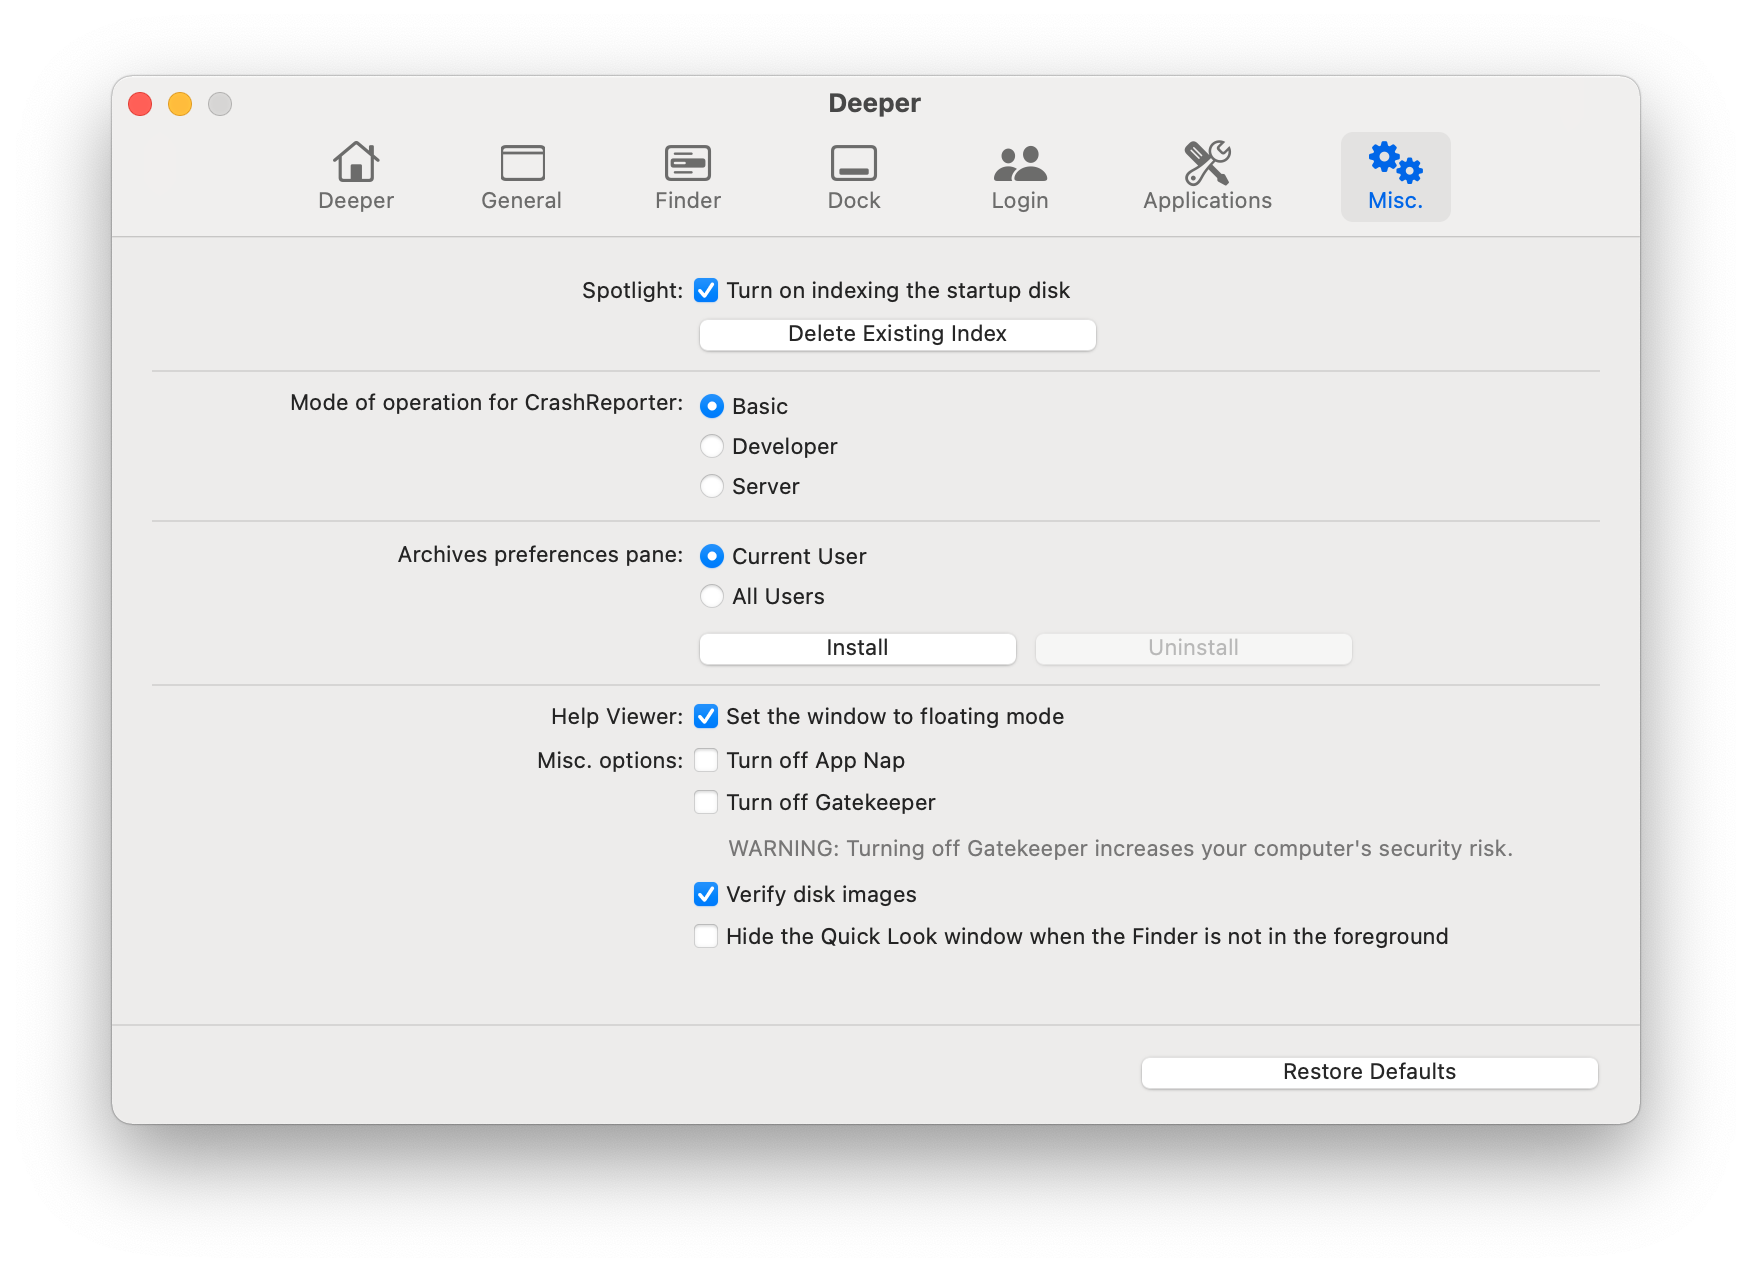 Deeper
Deeper General Finder Dock Login Applications Misc.
Spotlight: Turn on indexing the startup disk
Delete Existing Index
Mode of operation for CrashReporter: Basic
Developer
Server
Archives preferences pane: Current User
All Users
Install Uninstall
Help Viewer: Set the window to floating mode
Misc. options: Turn off App Nap
Turn off Gatekeeper
WARNING: Turning off Gatekeeper increases your computer's security risk.
Verify disk images
Hide the Quick Look window when the Finder is not in the foreground
Restore Defaults